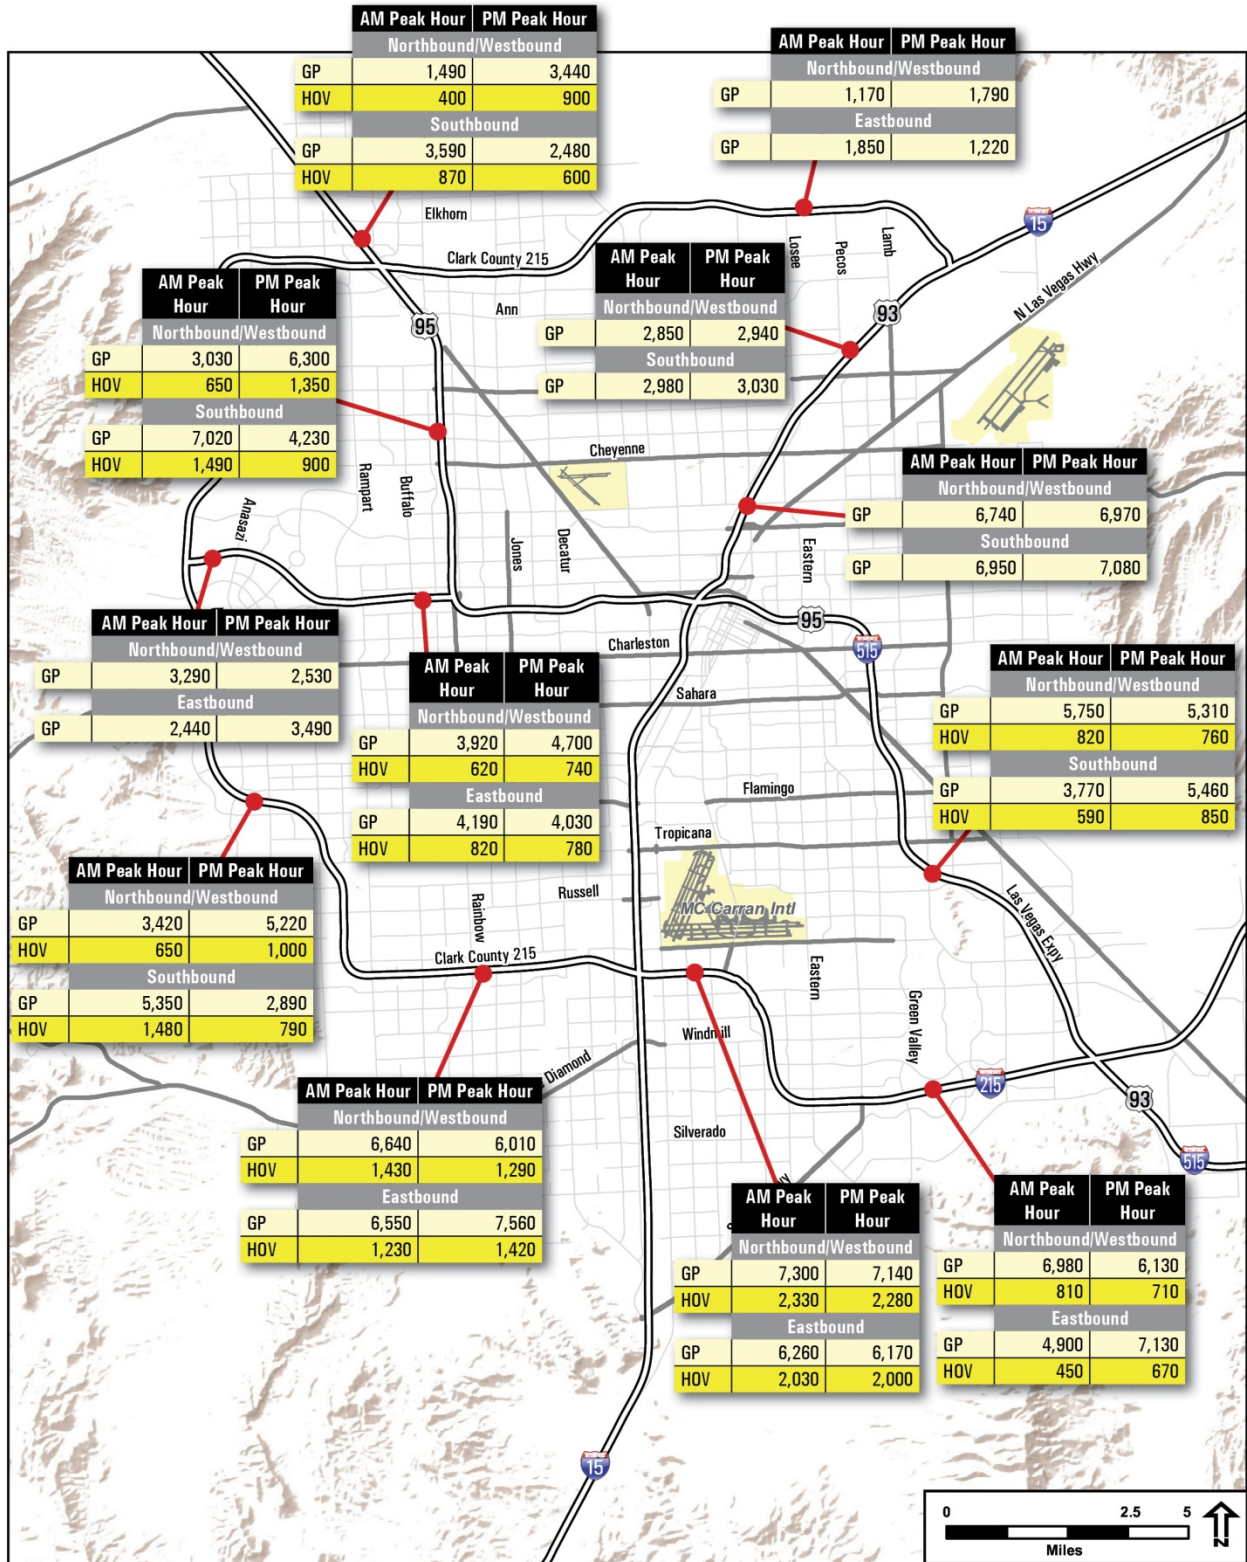 AM Peak Hour PM Peak Hour
Northbound/Westbound
GP 1,490 3,440
HOV 400 900
Southbound
GP 3,590 2,480
HOV 870 600
AM Peak Hour PM Peak Hour
Northbound/Westbound
GP 1,170 1,790
Eastbound
GP 1,850 1,220
Elkhorn
Clark County 215
Losee
Pecos
Lamb
15
N Las Vegas Hwy
93
95
Ann
AM Peak Hour PM Peak Hour
Northbound/Westbound
GP 2,850 2,940
Southbound
GP 2,980 3,030
AM Peak Hour PM Peak Hour
Northbound/Westbound
GP 3,030 6,300
HOV 650 1,350
Southbound
GP 7,020 4,230
HOV 1,490 900
Cheyenne
Rampart
Buffalo
Anasazi
Jones
Decatur
Eastern
AM Peak Hour PM Peak Hour
Northbound/Westbound
GP 6,740 6,970
Southbound
GP 6,950 7,080
95
515
Charleston
Sahara
AM Peak Hour PM Peak Hour
Northbound/Westbound
GP 3,290 2,530
Eastbound
GP 2,440 3,490
AM Peak Hour PM Peak Hour
Northbound/Westbound
GP 3,920 4,700
HOV 620 740
Eastbound
GP 4,190 4,030
HOV 820 780
AM Peak Hour PM Peak Hour
Northbound/Westbound
GP 5,750 5,310
HOV 820 760
Southbound
GP 3,770 5,460
HOV 590 850
Flamingo
Tropicana
Russell
MC Carran Intl
Las Vegas Expy
AM Peak Hour PM Peak Hour
Northbound/Westbound
GP 3,420 5,220
HOV 650 1,000
Southbound
GP 5,350 2,890
HOV 1,480 790
Rainbow
Clark County 215
Eastern
Green Valley
Windmill
Diamond
215
93
Silverado
515
AM Peak Hour PM Peak Hour
Northbound/Westbound
GP 6,640 6,010
HOV 1,430 1,290
Eastbound
GP 6,550 7,560
HOV 1,230 1,420
AM Peak Hour PM Peak Hour
Northbound/Westbound
GP 7,300 7,140
HOV 2,330 2,280
Eastbound
GP 6,260 6,170
HOV 2,030 2,000
AM Peak Hour PM Peak Hour
Northbound/Westbound
GP 6,980 6,130
HOV 810 710
Eastbound
GP 4,900 7,130
HOV 450 670
15
0 2.5 5
Miles
N